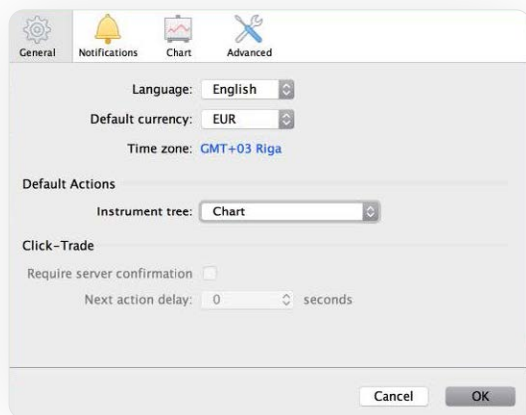 General Notifications Chart Advanced
Language: English
Default currency: EUR
Time zone: GMT+03 Riga
Default Actions
Instrument tree: Chart
Click-Trade
Require server confirmation
Next action delay: 0 seconds
Cancel OK